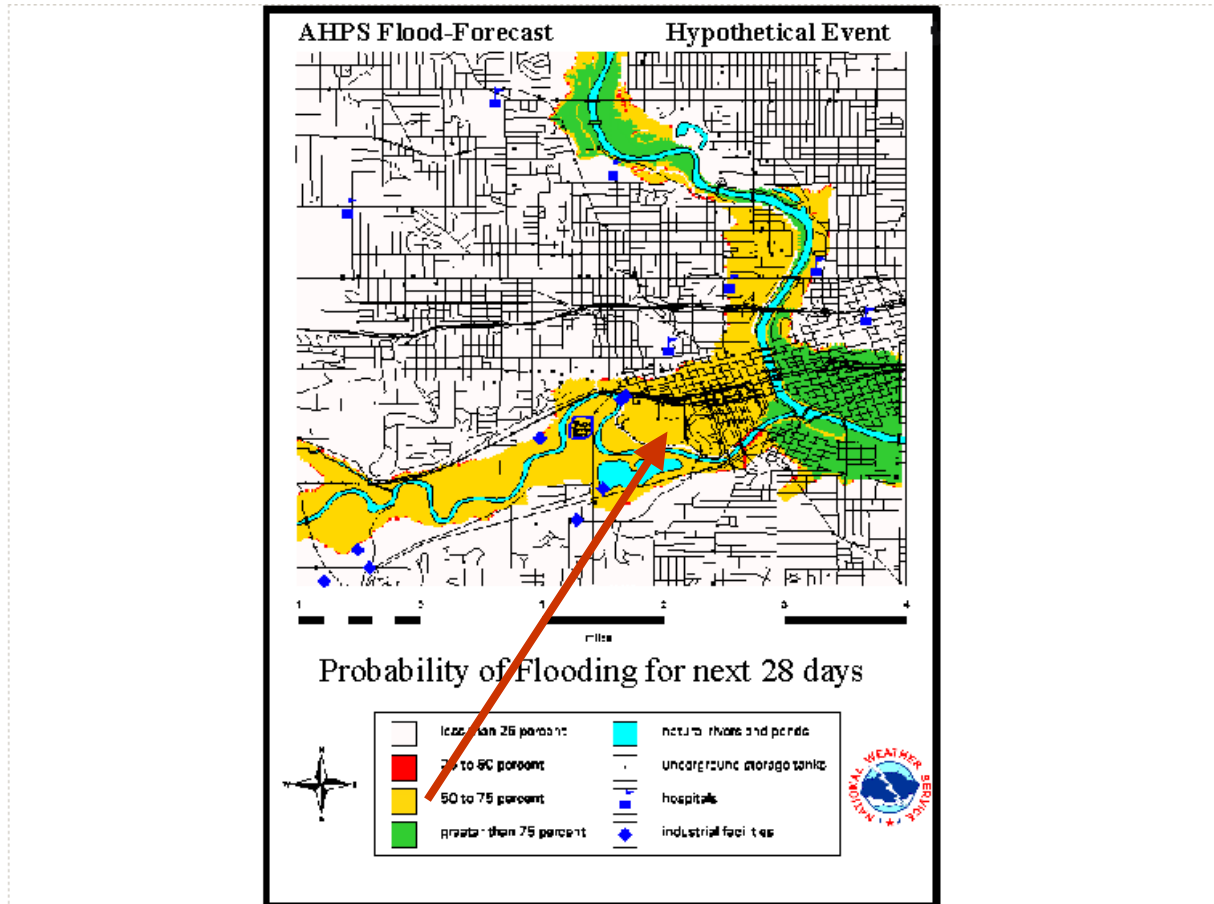 AHPS Flood-Forecast Hypothetical Event
1 0 1 2 3 4
miles
Probability of Flooding for next 28 days
less than 25 percent
to 50 percent
50 to 75 percent
greater than 75 percent
natural rivers and ponds
underground storage tanks
hospitals
industrial facilities
N
W E
S
NATIONAL WEATHER SERVICE